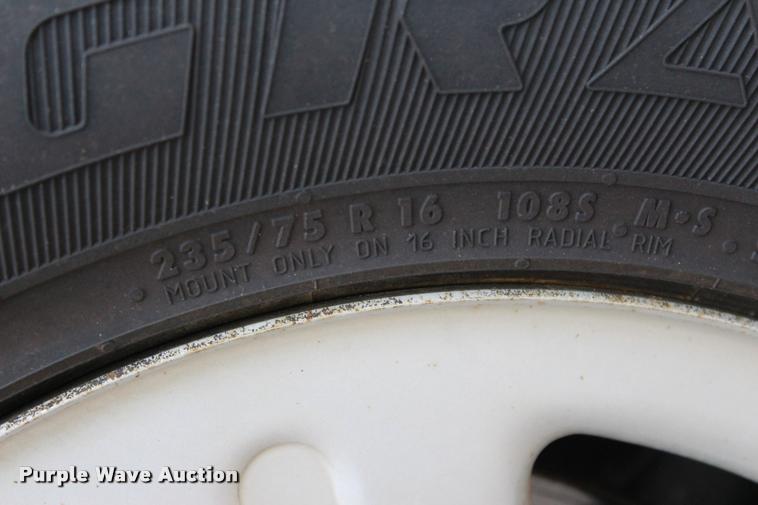 235/75 R 16 108S M•S
MOUNT ONLY ON 16 INCH RADIAL RIM
Purple Wave Auction